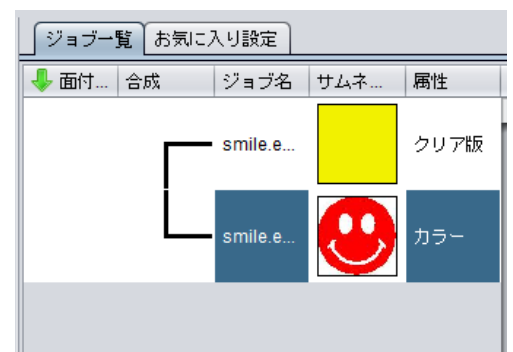 ジョブ一覧 お気に入り設定
面付... 合成 ジョブ名 サムネ... 属性
smile.e... クリア版
smile.e... カラー